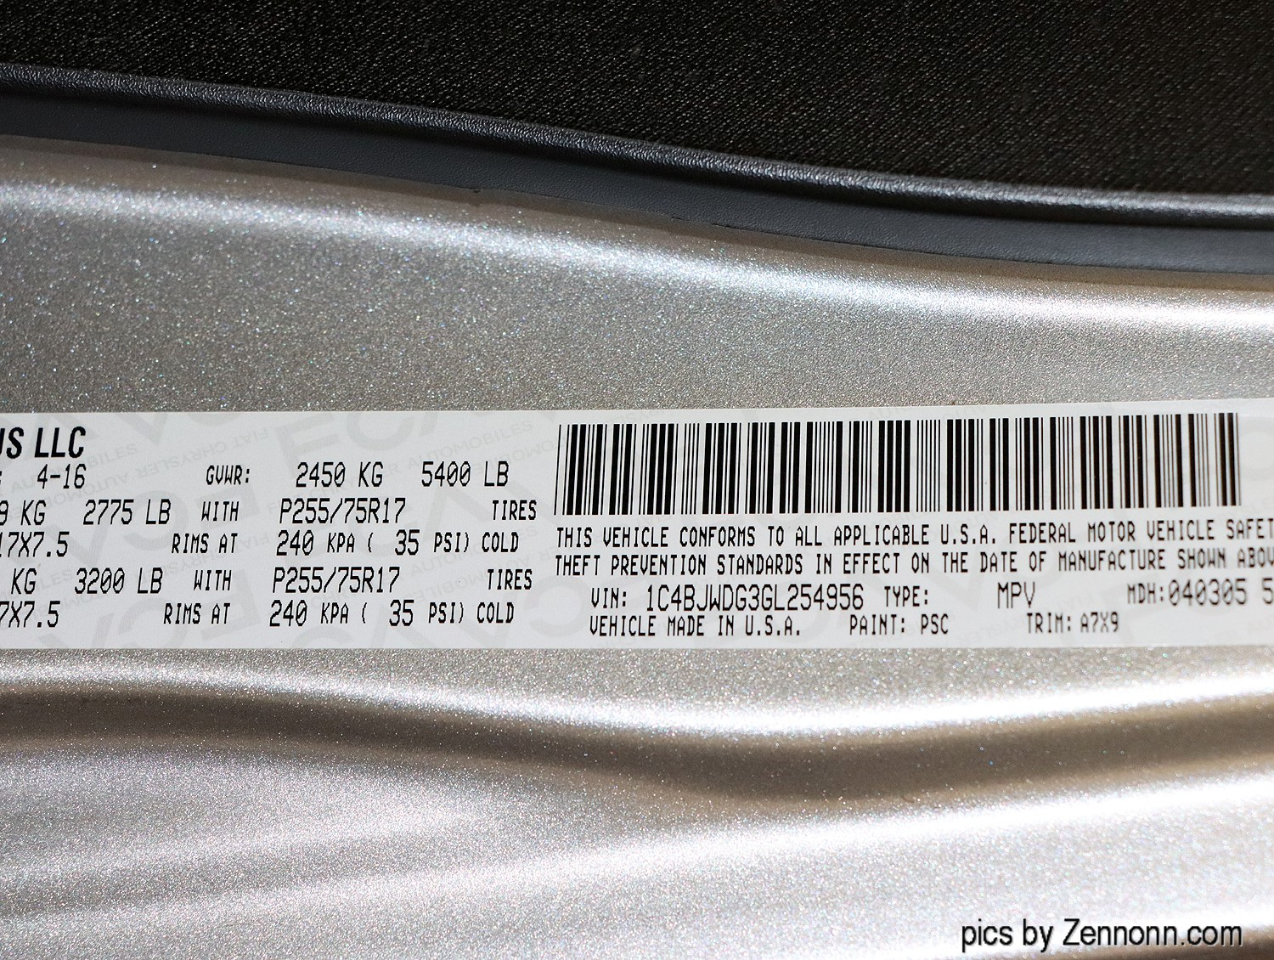 US LLC
4-16 GVWR: 2450 KG 5400 LB
KG 2775 LB WITH P255/75R17 TIRES
17X7.5 RIMS AT 240 KPA ( 35 PSI) COLD
KG 3200 LB WITH P255/75R17 TIRES
7X7.5 RIMS AT 240 KPA ( 35 PSI) COLD
THIS VEHICLE CONFORMS TO ALL APPLICABLE U.S.A. FEDERAL MOTOR VEHICLE SAFET
THEFT PREVENTION STANDARDS IN EFFECT ON THE DATE OF MANUFACTURE SHOWN ABOV
VIN: 1C4BJWDG3GL254956 TYPE: MPV MDH:040305 5
VEHICLE MADE IN U.S.A. PAINT: PSC TRIM: A7X9
pics by Zennonn.com